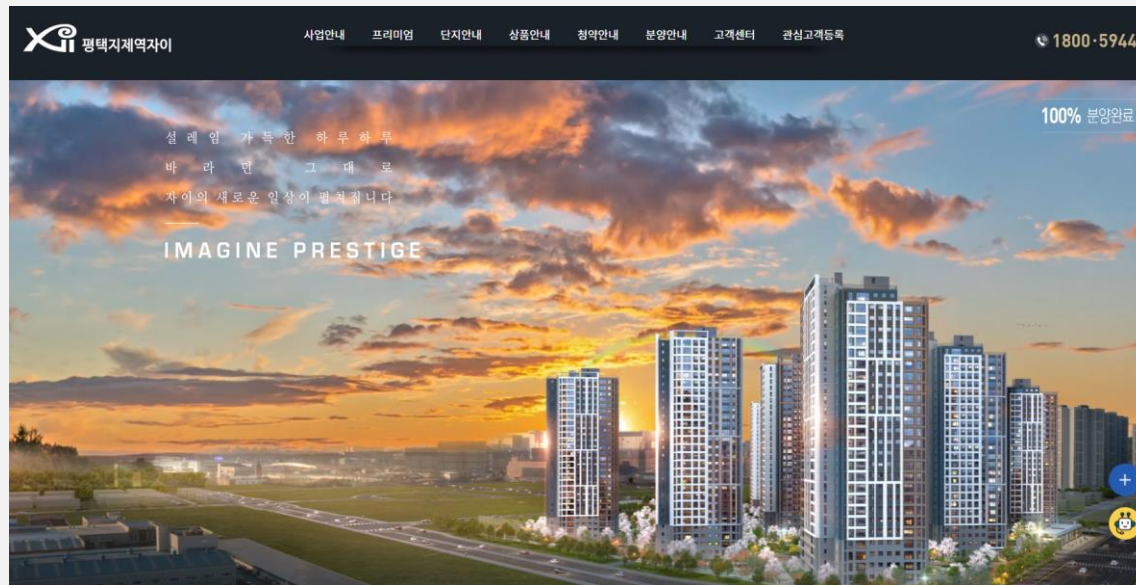 Xi 평택지제역자이
사업안내 프리미엄 단지안내 상품안내 청약안내 분양안내 고객센터 관심고객등록
1800·5944
100% 분양완료
설레임 가득한 하루하루
바라던 그대로
자이의 새로운 일상이 펼쳐집니다
IMAGINE PRESTIGE